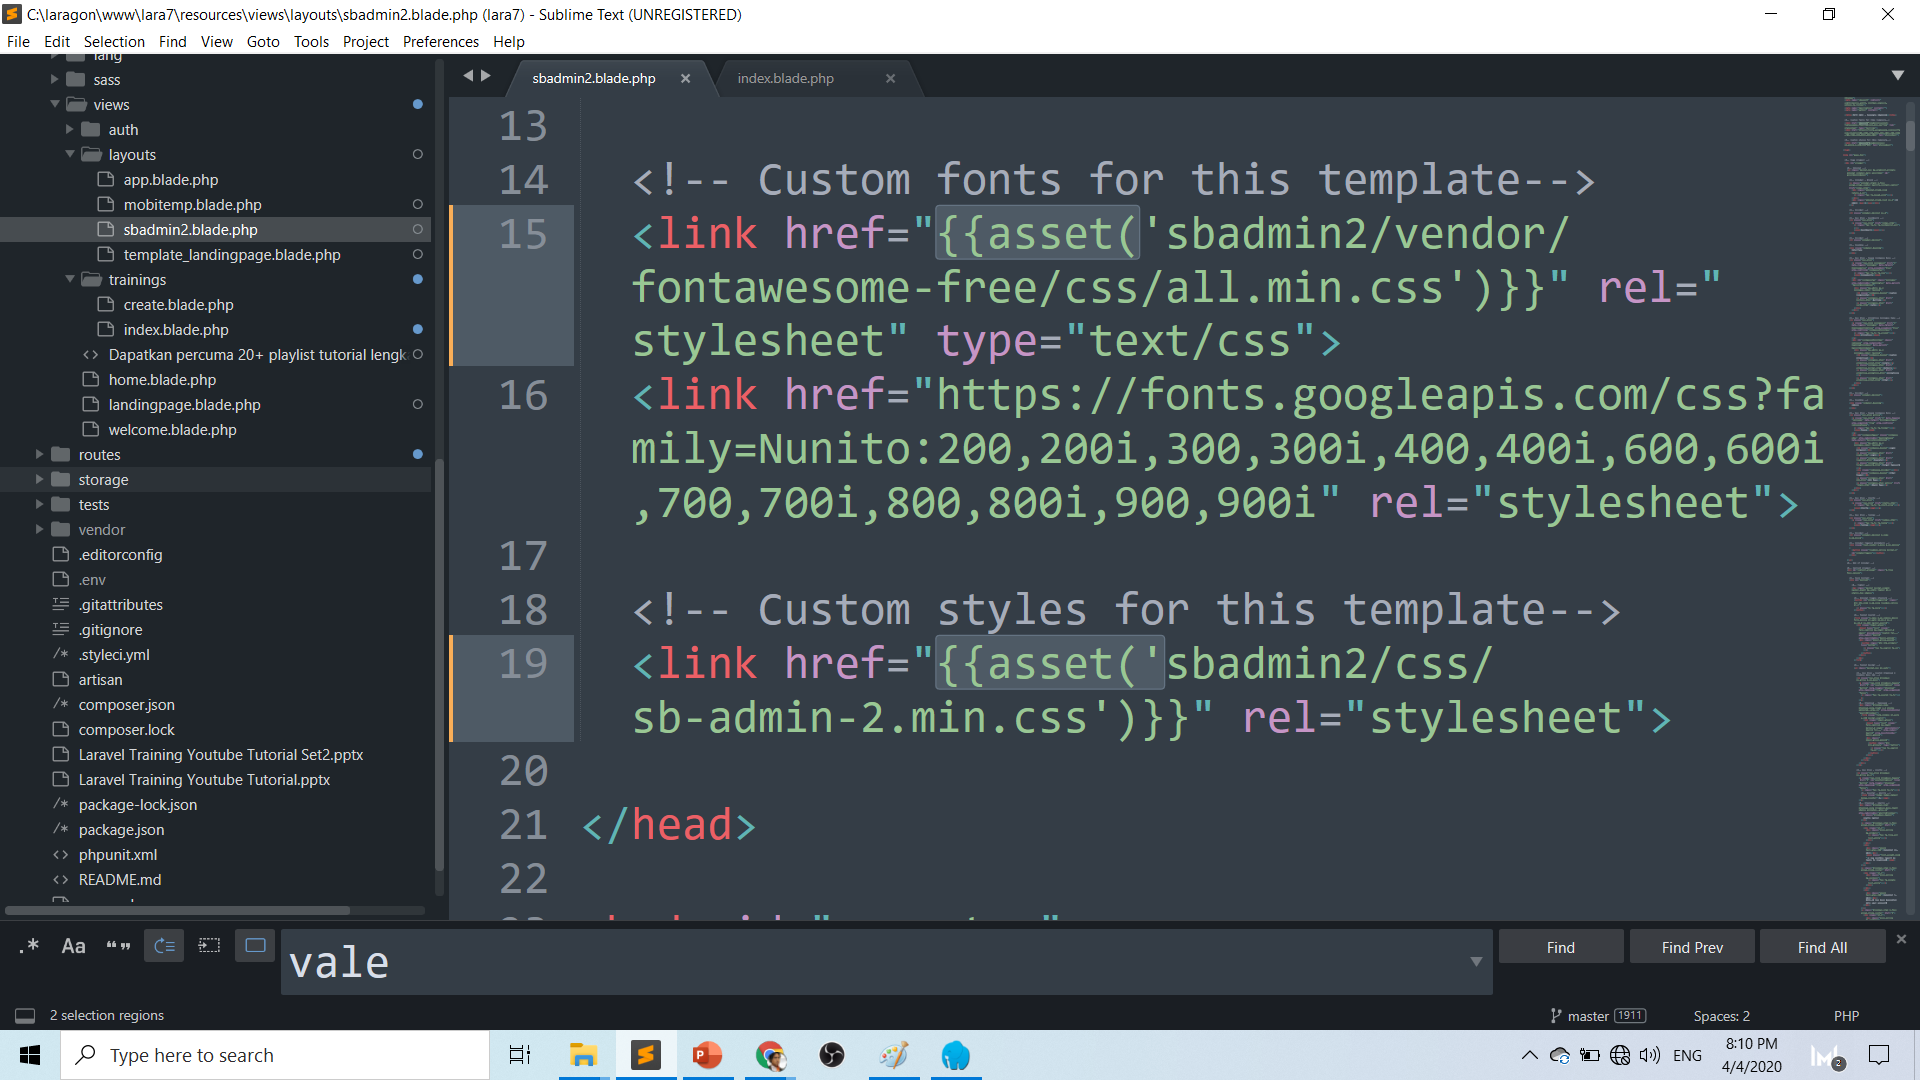 C:\laragon\www\lara7\resources\views\layouts\sbadmin2.blade.php (lara7) - Sublime Text (UNREGISTERED)
File Edit Selection Find View Goto Tools Project Preferences Help
lang
sass
views
auth
layouts
app.blade.php
mobitemp.blade.php
sbadmin2.blade.php
template_landingpage.blade.php
trainings
create.blade.php
index.blade.php
Dapatkan percuma 20+ playlist tutorial lengk
home.blade.php
landingpage.blade.php
welcome.blade.php
routes
storage
tests
vendor
.editorconfig
.env
.gitattributes
.gitignore
.styleci.yml
artisan
composer.json
composer.lock
Laravel Training Youtube Tutorial Set2.pptx
Laravel Training Youtube Tutorial.pptx
package-lock.json
package.json
phpunit.xml
README.md
sbadmin2.blade.php index.blade.php
13
14 <!-- Custom fonts for this template-->
15 <link href="{{asset('sbadmin2/vendor/
fontawesome-free/css/all.min.css')}}" rel="
stylesheet" type="text/css">
16 <link href="https://fonts.googleapis.com/css?fa
mily=Nunito:200,200i,300,300i,400,400i,600,600i
,700,700i,800,800i,900,900i" rel="stylesheet">
17
18 <!-- Custom styles for this template-->
19 <link href="{{asset('sbadmin2/css/
sb-admin-2.min.css')}}" rel="stylesheet">
20
21 </head>
22
.* Aa “” vale Find Find Prev Find All
2 selection regions master 1911 Spaces: 2 PHP
Type here to search ENG 8:10 PM
4/4/2020 2